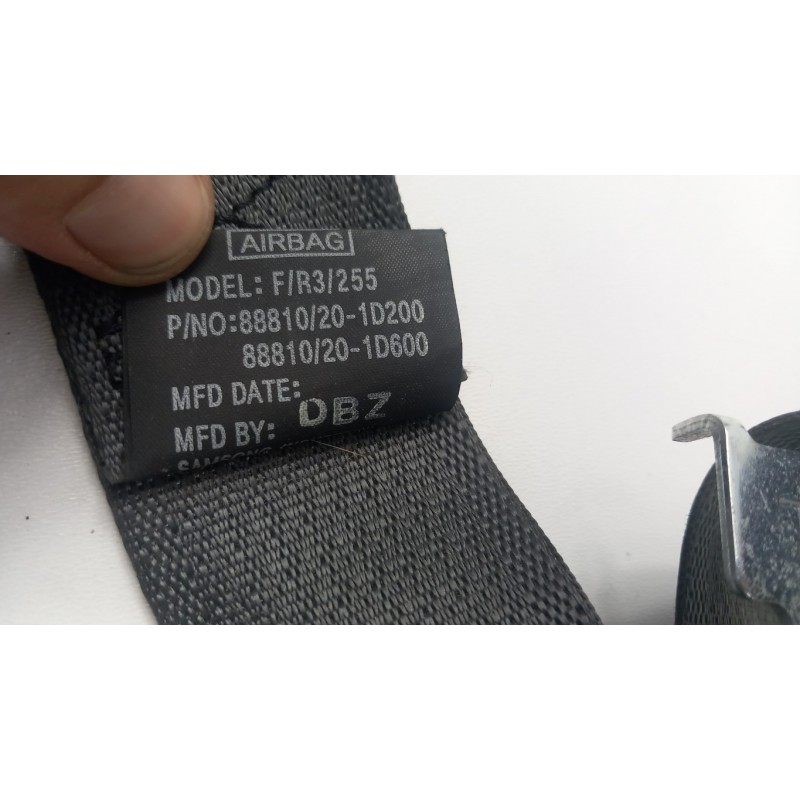 AIRBAG
MODEL: F/R3/255
P/NO:88810/20-1D200
88810/20-1D600
MFD DATE:
DBZ
MFD BY: